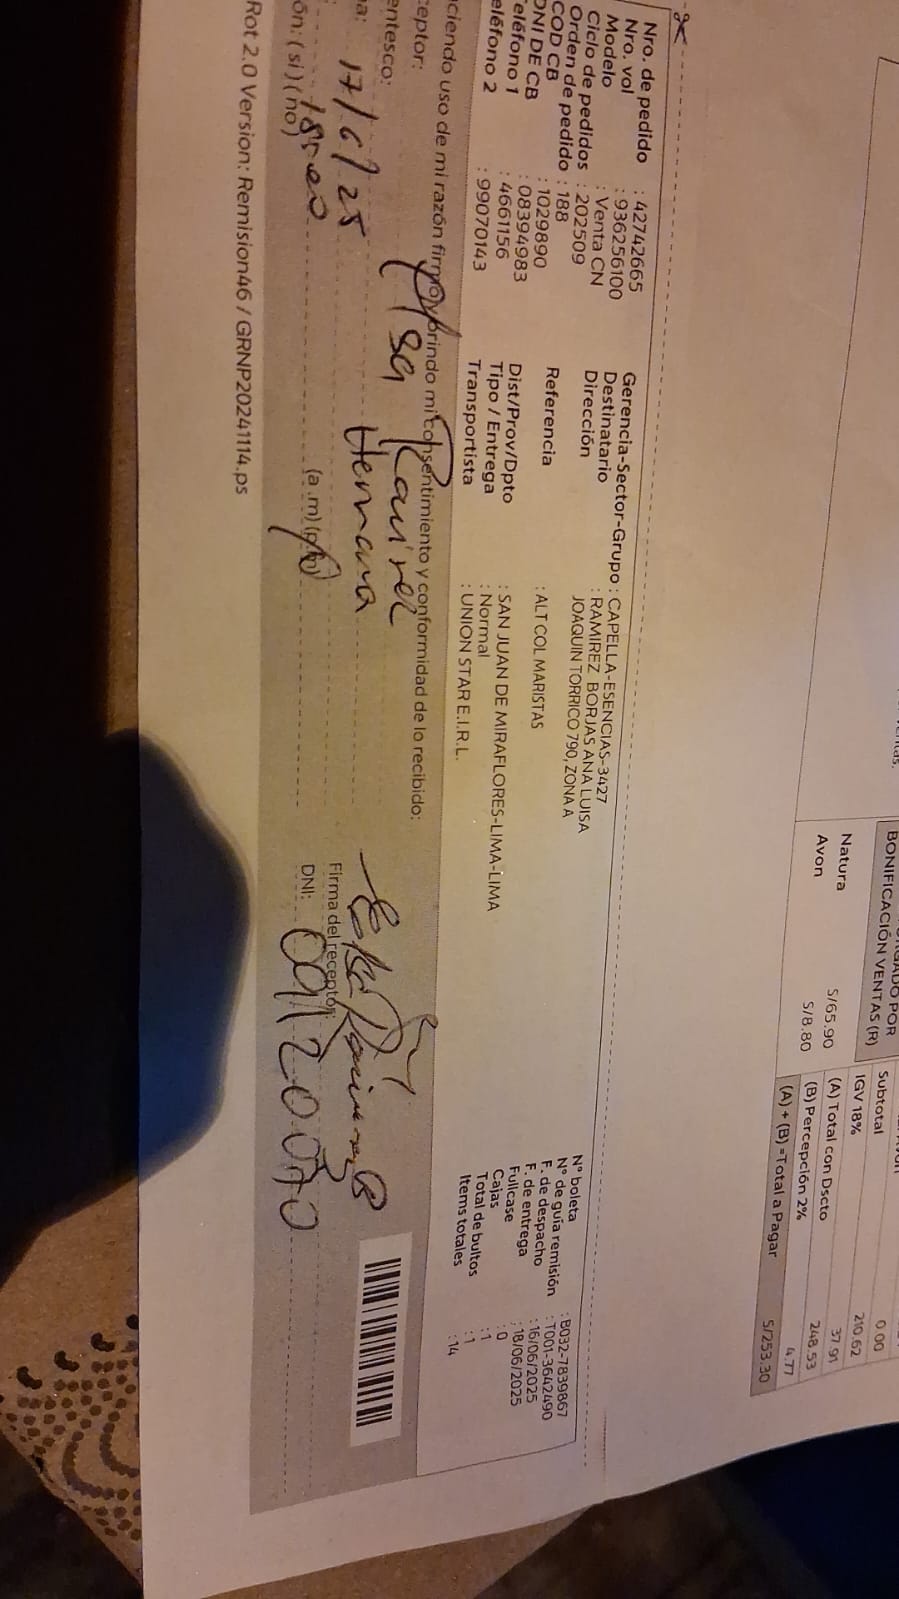 BONIFICACIÓN VENTAS (R)
Natura S/65.90
Avon S/8.80
Subtotal 0.00
IGV 18% 210.62
37.91
(A) Total con Dscto 248.53
(B) Percepción 2% 4.77
(A) + (B) =Total a Pagar S/253.30
Nro. de pedido : 42742665
Nro. vol : 936256100
Modelo : Venta CN
Ciclo de pedidos : 202509
Orden de pedido : 188
COD CB : 1029890
DNI DE CB : 08394983
Teléfono 1 : 4661156
eléfono 2 : 99070143
Gerencia-Sector-Grupo : CAPELLA-ESENCIAS-3427
Destinatario : RAMIREZ BORJAS ANA LUISA
Dirección JOAQUIN TORRICO 790, ZONA A
Referencia : ALT COL MARISTAS
Dist/Prov/Dpto : SAN JUAN DE MIRAFLORES-LIMA-LIMA
Tipo / Entrega : Normal
Transportista : UNION STAR E.I.R.L.
N° boleta : B032-7839867
N° de guía remisión : T001-3642490
F. de despacho : 16/06/2025
F. de entrega : 18/06/2025
Fullcase : 0
Cajas : 1
Total de bultos : 1
Items totales : 14
ciendo uso de mi razón firmo y brindo mi consentimiento y conformidad de lo recibido:
ceptor:
entesco: Hermana
a: 17/6/25
ón: (si) (no)
(a .m) (p.m)
Firma del receptor:
DNI:
Rot 2.0 Version: Remision46 / GRNP20241114.ps